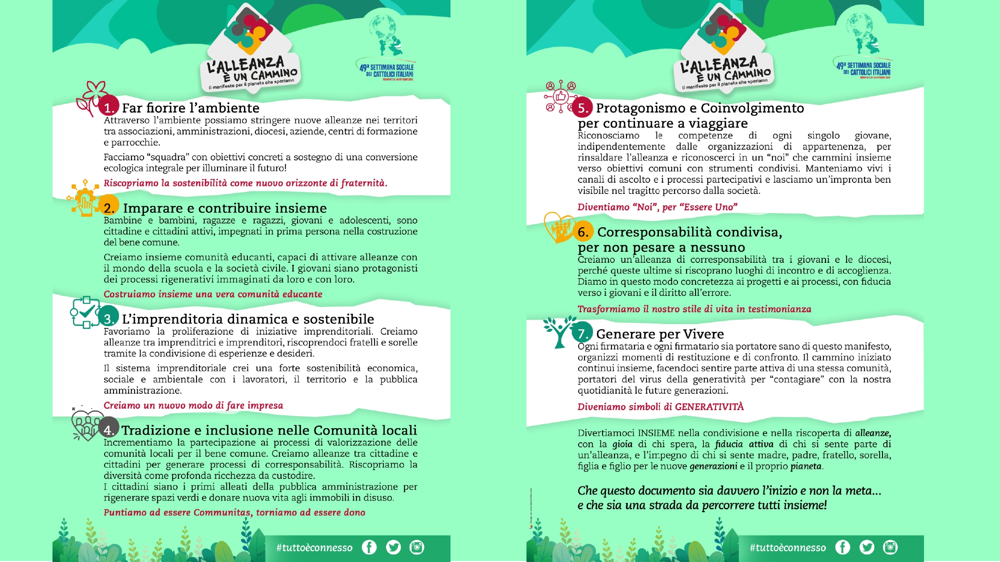 L'ALLEANZA
È UN CAMMINO
Il manifesto per il pianeta che speriamo
49ª SETTIMANA SOCIALE
DEI CATTOLICI ITALIANI
TARANTO | 21-24 OTTOBRE 2021
1. Far fiorire l'ambiente
Attraverso l'ambiente possiamo stringere nuove alleanze nei territori
tra associazioni, amministrazioni, diocesi, aziende, centri di formazione
e parrocchie.
Facciamo “squadra” con obiettivi concreti a sostegno di una conversione
ecologica integrale per illuminare il futuro!
Riscopriamo la sostenibilità come nuovo orizzonte di fraternità.
2. Imparare e contribuire insieme
Bambine e bambini, ragazze e ragazzi, giovani e adolescenti, sono
cittadine e cittadini attivi, impegnati in prima persona nella costruzione
del bene comune.
Creiamo insieme comunità educanti, capaci di attivare alleanze con
il mondo della scuola e la società civile. I giovani siano protagonisti
dei processi rigenerativi immaginati da loro e con loro.
Costruiamo insieme una vera comunità educante
3. L'imprenditoria dinamica e sostenibile
Favoriamo la proliferazione di iniziative imprenditoriali. Creiamo
alleanze tra imprenditrici e imprenditori, riscoprendoci fratelli e sorelle
tramite la condivisione di esperienze e desideri.
Il sistema imprenditoriale crei una forte sostenibilità economica,
sociale e ambientale con i lavoratori, il territorio e la pubblica
amministrazione.
Creiamo un nuovo modo di fare impresa
4. Tradizione e inclusione nelle Comunità locali
Incrementiamo la partecipazione ai processi di valorizzazione delle
comunità locali per il bene comune. Creiamo alleanze tra cittadine e
cittadini per generare processi di corresponsabilità. Riscopriamo la
diversità come profonda ricchezza da custodire.
I cittadini siano i primi alleati della pubblica amministrazione per
rigenerare spazi verdi e donare nuova vita agli immobili in disuso.
Puntiamo ad essere Communitas, torniamo ad essere dono
#tuttoèconnesso
L'ALLEANZA
È UN CAMMINO
Il manifesto per il pianeta che speriamo
49ª SETTIMANA SOCIALE
DEI CATTOLICI ITALIANI
5. Protagonismo e Coinvolgimento
per continuare a viaggiare
Riconosciamo le competenze di ogni singolo giovane,
indipendentemente dalle organizzazioni di appartenenza, per
rinsaldare l'alleanza e riconoscerci in un “noi” che cammini insieme
verso obiettivi comuni con strumenti condivisi. Manteniamo vivi i
canali di ascolto e i processi partecipativi e lasciamo un'impronta ben
visibile nel tragitto percorso dalla società.
Diventiamo “Noi”, per “Essere Uno”
6. Corresponsabilità condivisa,
per non pesare a nessuno
Creiamo un'alleanza di corresponsabilità tra i giovani e le diocesi,
perché queste ultime si riscoprano luoghi di incontro e di accoglienza.
Diamo in questo modo concretezza ai progetti e ai processi, con fiducia
verso i giovani e il diritto all'errore.
Trasformiamo il nostro stile di vita in testimonianza
7. Generare per Vivere
Ogni firmataria e ogni firmatario sia portatore sano di questo manifesto,
organizzi momenti di restituzione e di confronto. Il cammino iniziato
continui insieme, facendoci sentire parte attiva di una stessa comunità,
portatori del virus della generatività per “contagiare” con la nostra
quotidianità le future generazioni.
Diveniamo simboli di GENERATIVITÀ
Divertiamoci INSIEME nella condivisione e nella riscoperta di alleanze,
con la gioia di chi spera, la fiducia attiva di chi si sente parte di
un'alleanza, e l'impegno di chi si sente madre, padre, fratello, sorella,
figlia e figlio per le nuove generazioni e il proprio pianeta.
Che questo documento sia davvero l'inizio e non la meta...
e che sia una strada da percorrere tutti insieme!
#tuttoèconnesso